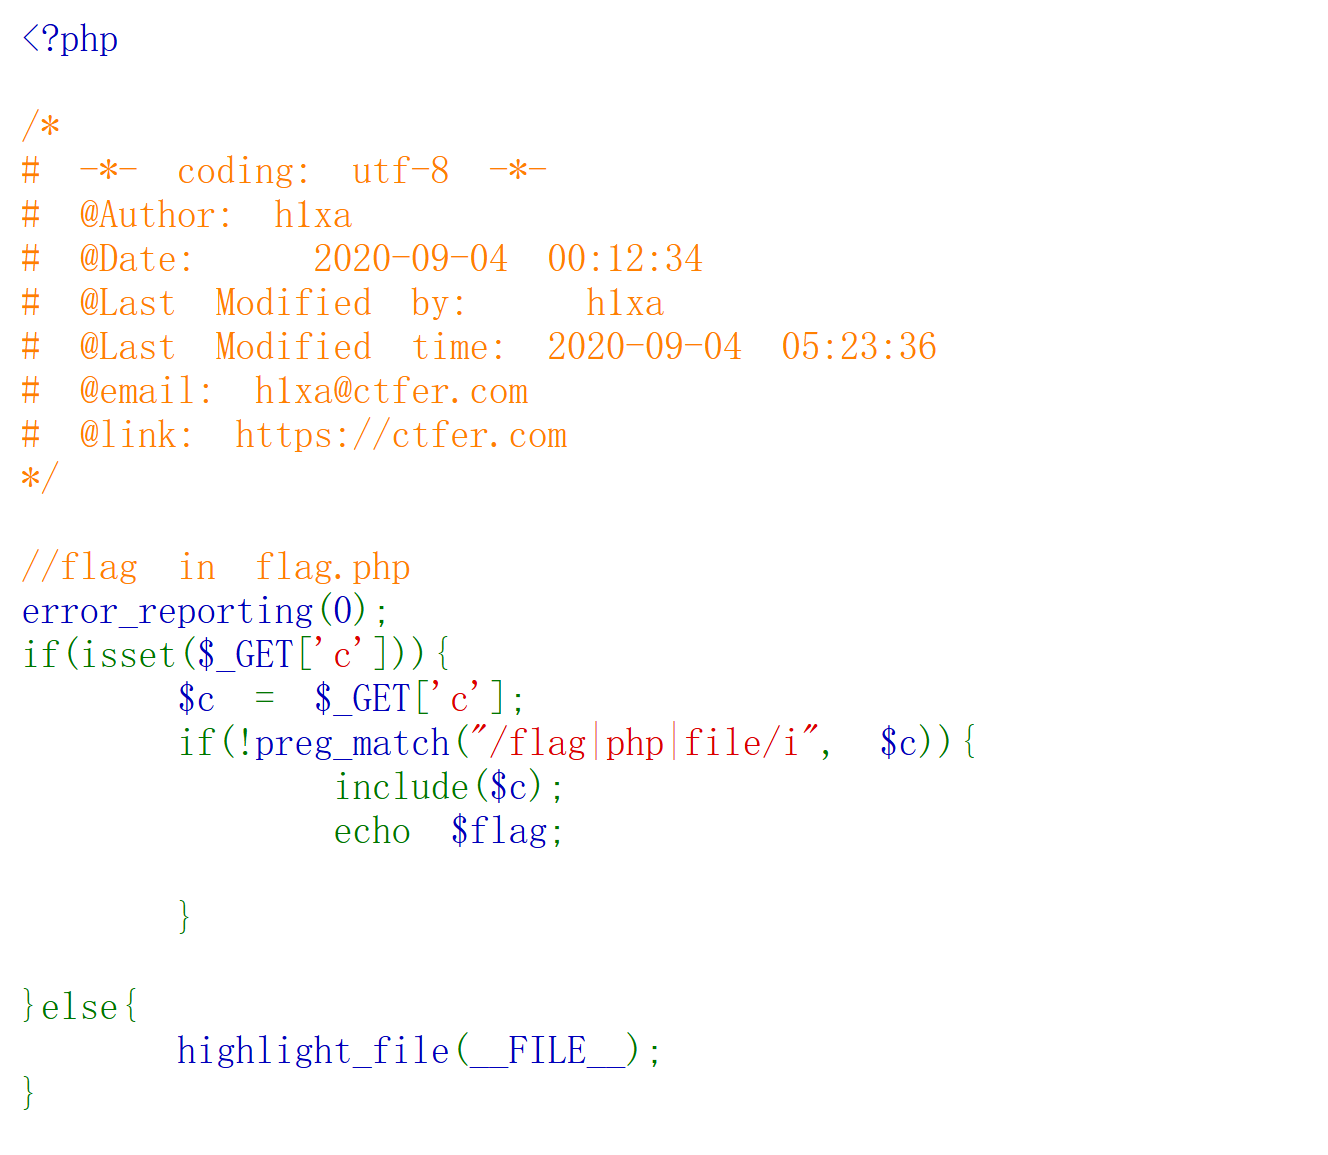 <?php
/*
# -*- coding: utf-8 -*-
# @Author: h1xa
# @Date: 2020-09-04 00:12:34
# @Last Modified by: h1xa
# @Last Modified time: 2020-09-04 05:23:36
# @email: h1xa@ctfer.com
# @link: https://ctfer.com
*/
//flag in flag.php
error_reporting(0);
if(isset($_GET['c'])){
$c = $_GET['c'];
if(!preg_match("/flag|php|file/i", $c)){
include($c);
echo $flag;
}
}else{
highlight_file(__FILE__);
}